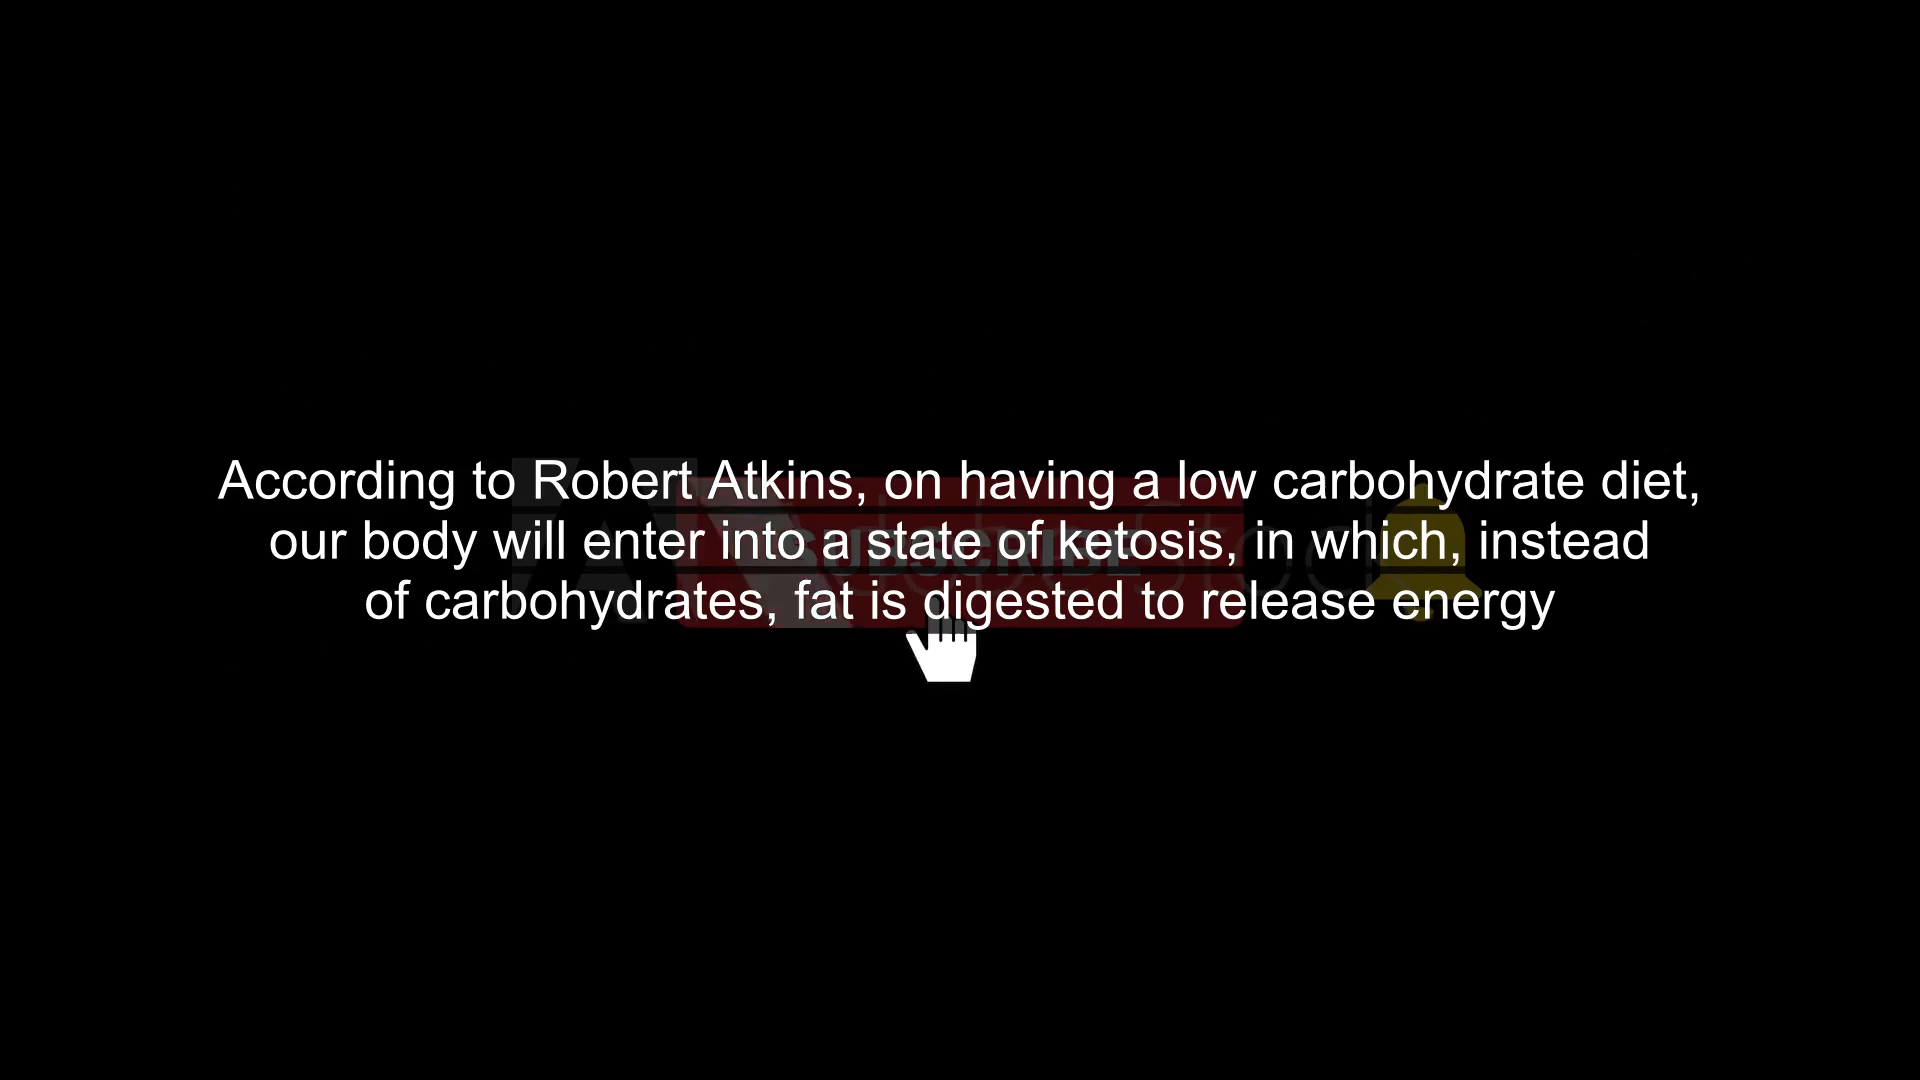 According to Robert Atkins, on having a low carbohydrate diet,
our body will enter into a state of ketosis, in which, instead
of carbohydrates, fat is digested to release energy
SUBSCRIBE